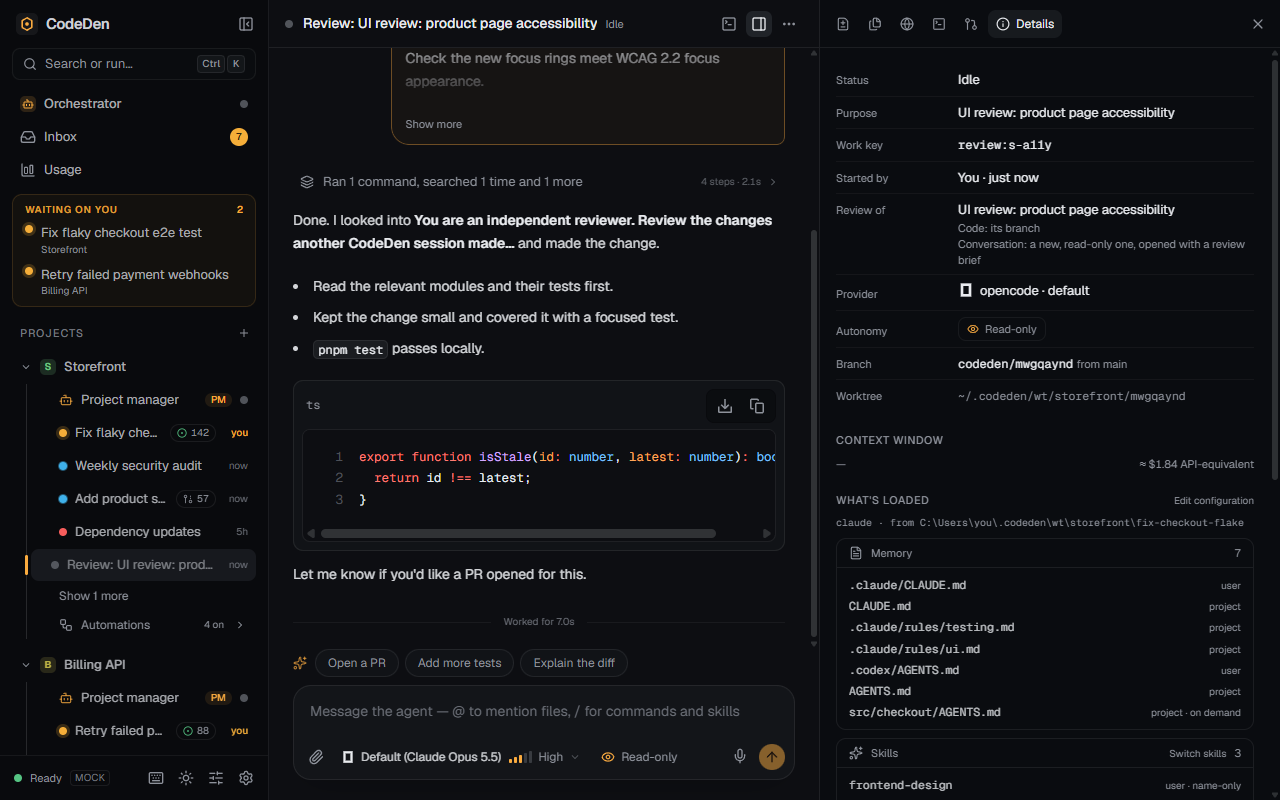 CodeDen
Search or run… Ctrl K
Orchestrator
Inbox 7
Usage
WAITING ON YOU 2
Fix flaky checkout e2e test
Storefront
Retry failed payment webhooks
Billing API
PROJECTS
S Storefront
Project manager PM
Fix flaky che… 142 you
Weekly security audit now
Add product s… 57 now
Dependency updates 5h
Review: UI review: prod… now
Show 1 more
Automations 4 on
B Billing API
Project manager PM
Retry failed p… 88 you
Ready MOCK
Review: UI review: product page accessibility Idle
Check the new focus rings meet WCAG 2.2 focus
appearance.
Show more
Ran 1 command, searched 1 time and 1 more 4 steps · 2.1s
Done. I looked into You are an independent reviewer. Review the changes
another CodeDen session made… and made the change.
• Read the relevant modules and their tests first.
• Kept the change small and covered it with a focused test.
• pnpm test passes locally.
ts
1 export function isStale(id: number, latest: number): boo
2 return id !== latest;
3 }
Let me know if you'd like a PR opened for this.
Worked for 7.0s
Open a PR Add more tests Explain the diff
Message the agent — @ to mention files, / for commands and skills
Default (Claude Opus 5.5) High Read-only
Details
Status Idle
Purpose UI review: product page accessibility
Work key review:s-a11y
Started by You · just now
Review of UI review: product page accessibility
Code: its branch
Conversation: a new, read-only one, opened with a review
brief
Provider opencode · default
Autonomy Read-only
Branch codeden/mwgqaynd from main
Worktree ~/.codeden/wt/storefront/mwgqaynd
CONTEXT WINDOW
— ≈ $1.84 API-equivalent
WHAT'S LOADED Edit configuration
claude · from C:\Users\you\.codeden\wt\storefront\fix-checkout-flake
Memory 7
.claude/CLAUDE.md user
CLAUDE.md project
.claude/rules/testing.md project
.claude/rules/ui.md project
.codex/AGENTS.md user
AGENTS.md project
src/checkout/AGENTS.md project · on demand
Skills Switch skills 3
frontend-design user · name-only